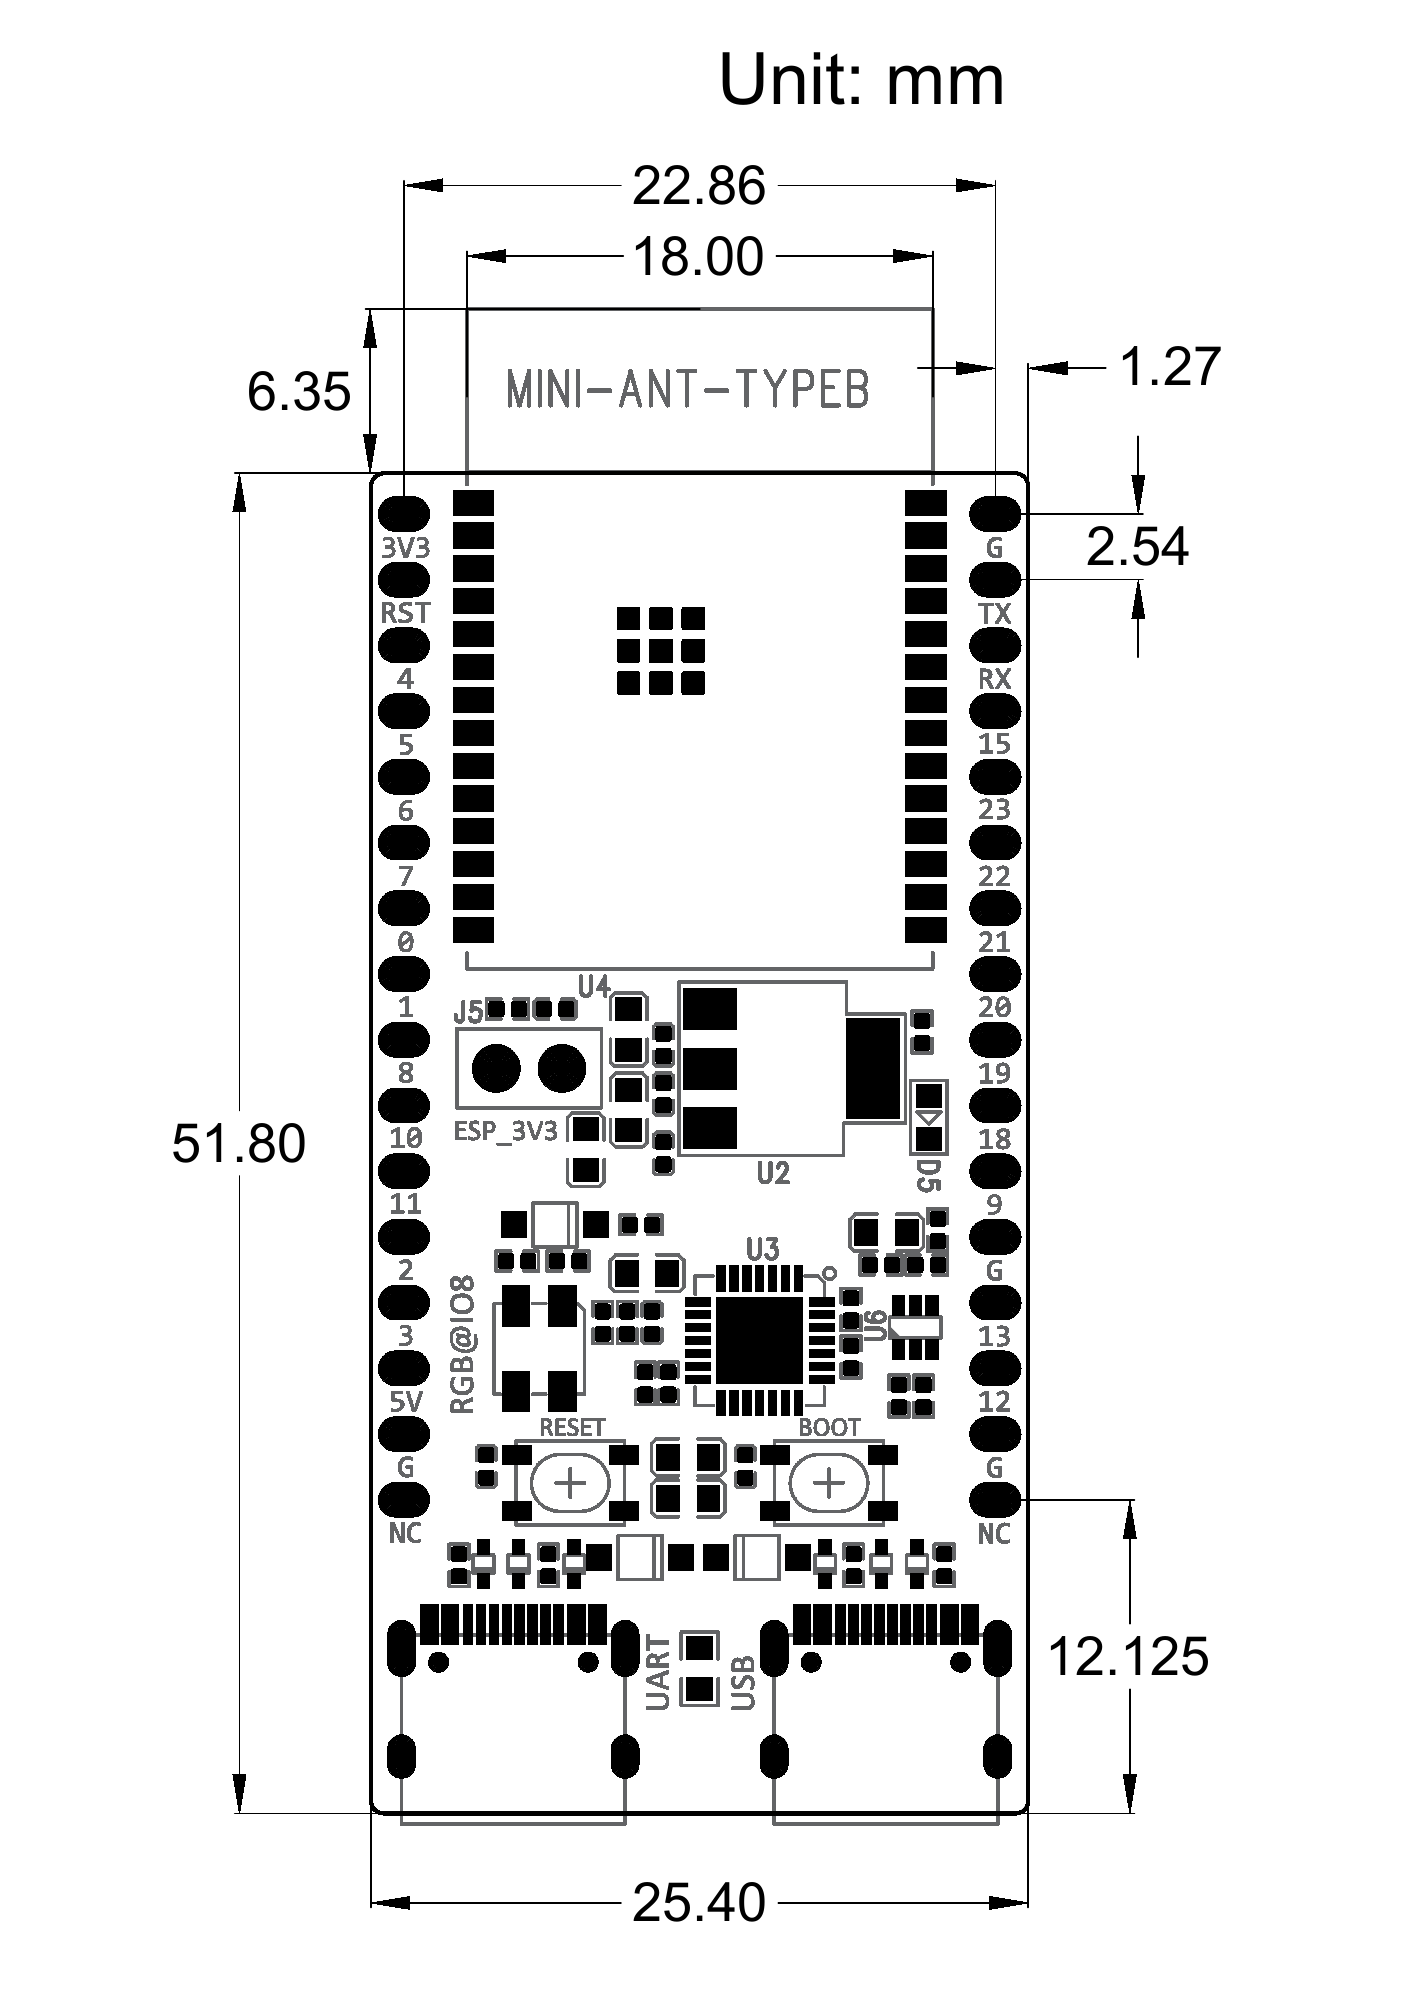 Unit: mm
22.86
18.00
6.35
MINI-ANT-TYPEB
1.27
2.54
3V3
G
RST
TX
4
RX
5
15
6
23
7
22
0
21
1
20
8
19
10
18
11
9
2
G
3
13
5V
12
G
G
NC
NC
U4
J5
ESP_3V3
U2
D5
51.80
U3
U6
RGB@IO8
RESET
BOOT
UART
USB
12.125
25.40